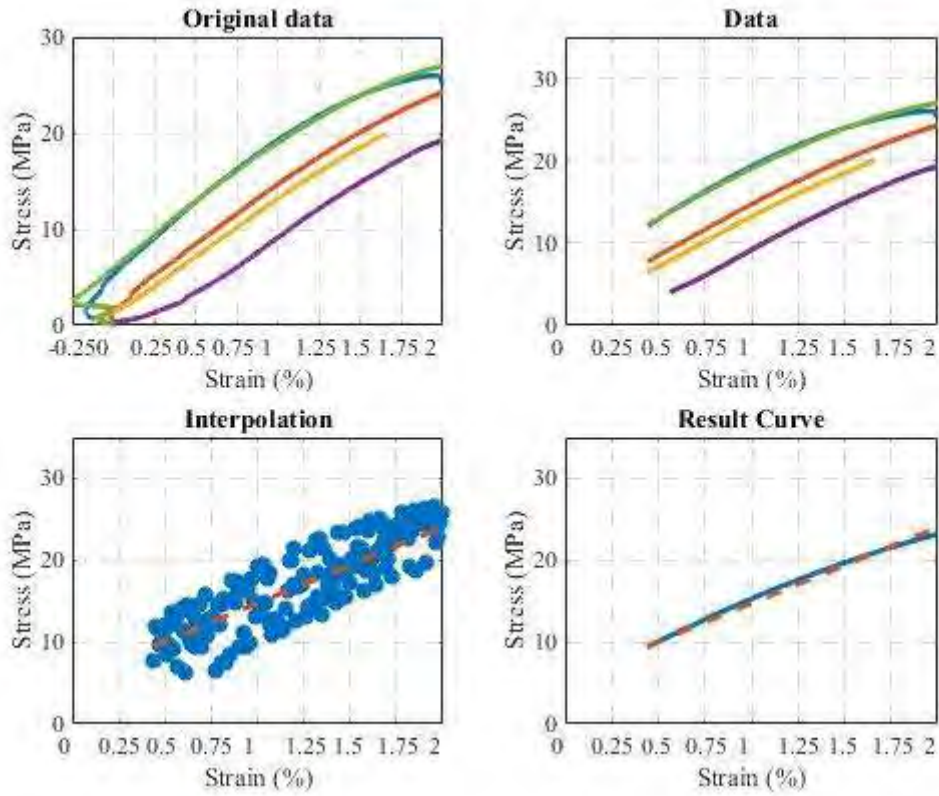 Original data
30
20
10
0
Stress (MPa)
-0.25 0 0.25 0.5 0.75 1 1.25 1.5 1.75 2
Strain (%)
Data
30
20
10
0
Stress (MPa)
0 0.25 0.5 0.75 1 1.25 1.5 1.75 2
Strain (%)
Interpolation
30
20
10
0
Stress (MPa)
0 0.25 0.5 0.75 1 1.25 1.5 1.75 2
Strain (%)
Result Curve
30
20
10
0
Stress (MPa)
0 0.25 0.5 0.75 1 1.25 1.5 1.75 2
Strain (%)